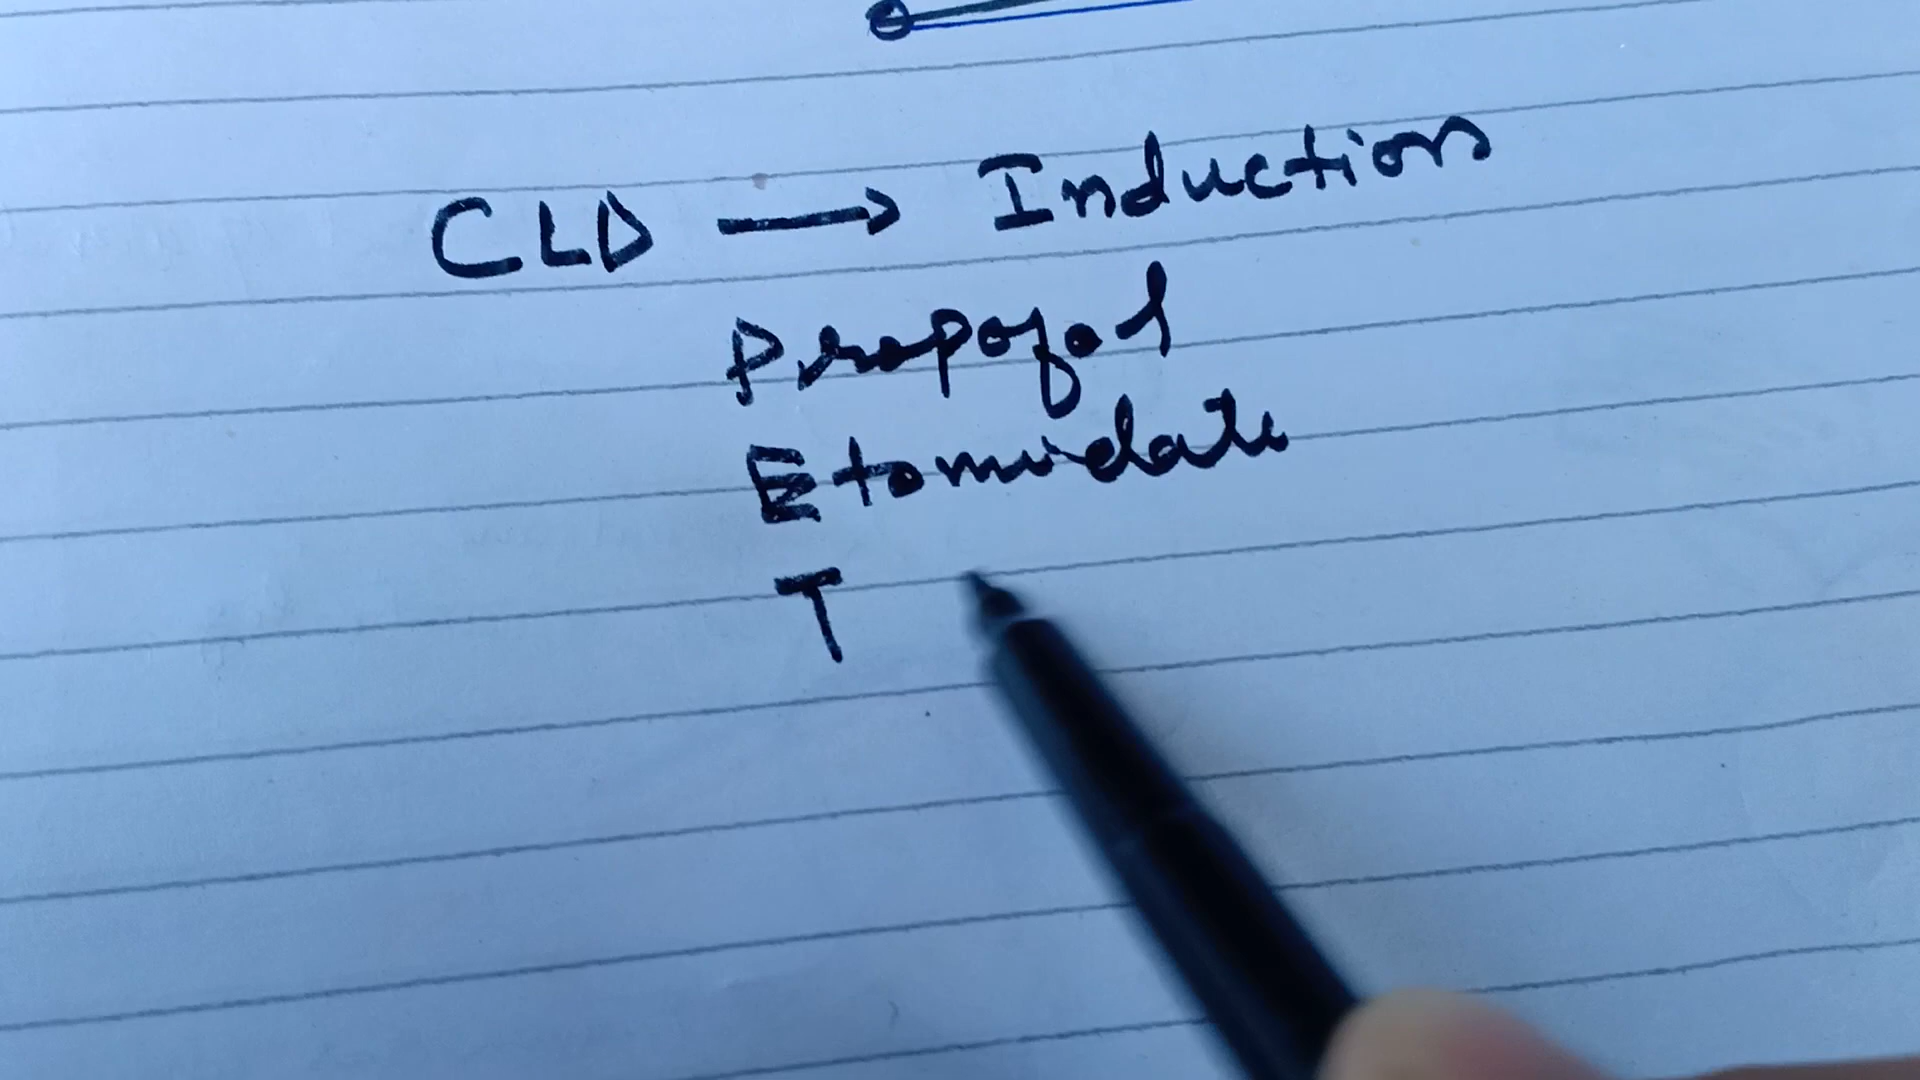 CLD → Induction
Propofol
Etomidate
T